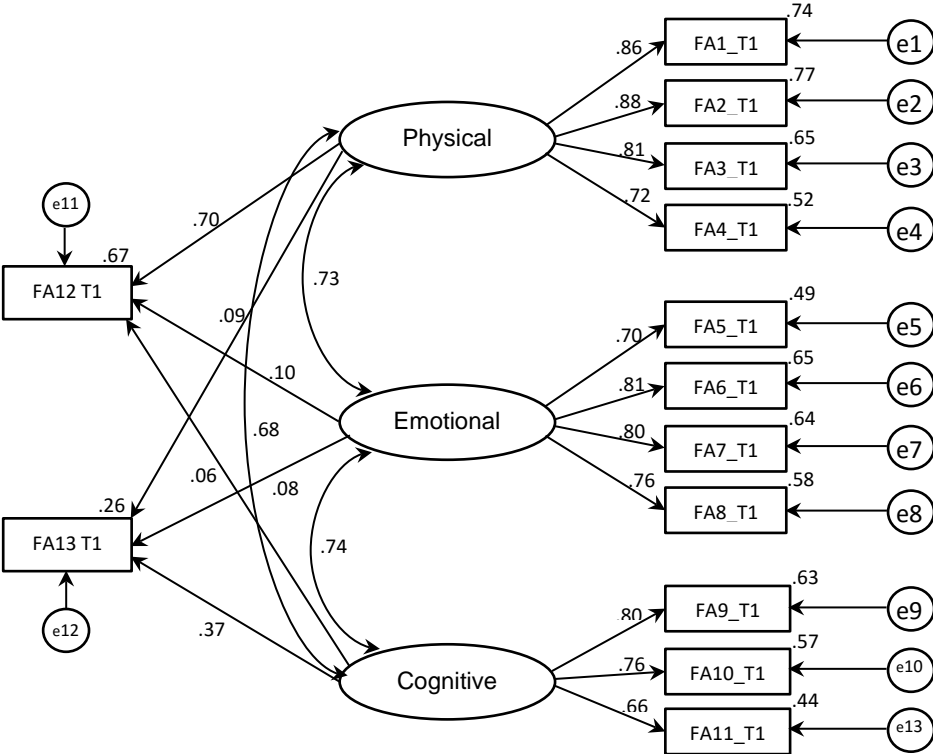 .74
.86
FA1_T1
e1
.77
.88
FA2_T1
e2
Physical
.65
.81
FA3_T1
e3
.72
.52
FA4_T1
e4
e11
.70
.67
FA12 T1
.73
.09
.49
.70
FA5_T1
e5
.10
.65
.81
FA6_T1
e6
Emotional
.68
.64
.80
FA7_T1
e7
.06
.08
.76
.58
FA8_T1
e8
.26
FA13 T1
.74
.63
.80
FA9_T1
e9
e12
.37
.57
.76
FA10_T1
e10
Cognitive
.66
.44
FA11_T1
e13